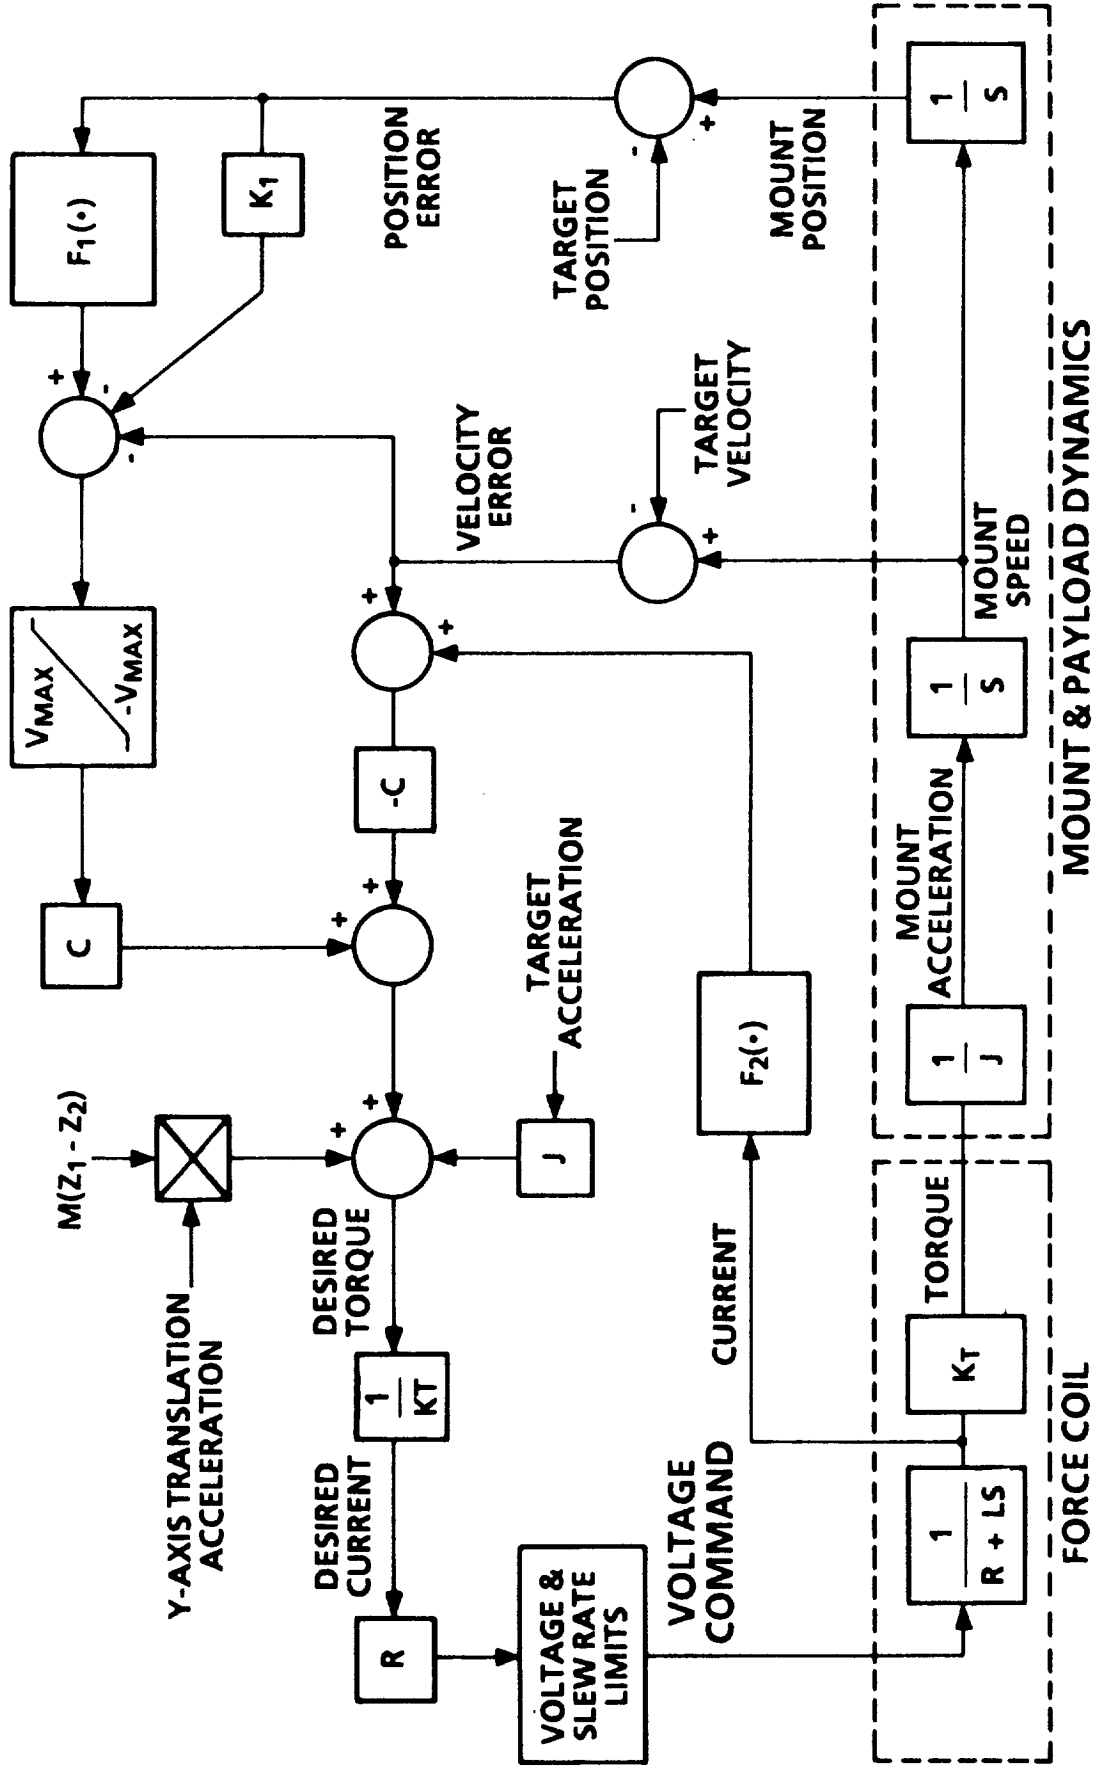 M(Z1 - Z2)
Y-AXIS TRANSLATION
ACCELERATION
C
VMAX
-VMAX
+
-
-
F1(•)
K1
R
DESIRED
CURRENT
1
KT
DESIRED
TORQUE
+
+
+
+
-C
+
+
VELOCITY
ERROR
POSITION
ERROR
J
TARGET
ACCELERATION
VOLTAGE &
SLEW RATE
LIMITS
-
+
TARGET
VELOCITY
TARGET
POSITION
-
+
VOLTAGE
COMMAND
CURRENT
F2(•)
MOUNT
POSITION
1
R + LS
KT
TORQUE
1
J
MOUNT
ACCELERATION
1
S
MOUNT
SPEED
1
S
FORCE COIL
MOUNT & PAYLOAD DYNAMICS